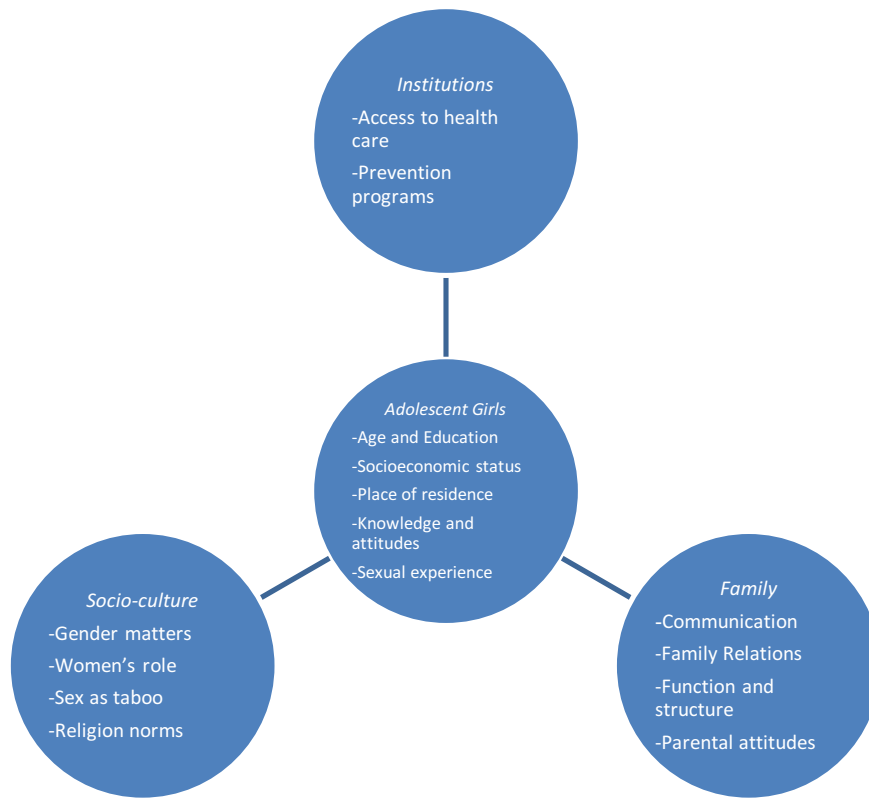 Institutions
-Access to health
care
-Prevention
programs
Adolescent Girls
-Age and Education
-Socioeconomic status
-Place of residence
-Knowledge and
attitudes
-Sexual experience
Socio-culture
-Gender matters
-Women’s role
-Sex as taboo
-Religion norms
Family
-Communication
-Family Relations
-Function and
structure
-Parental attitudes